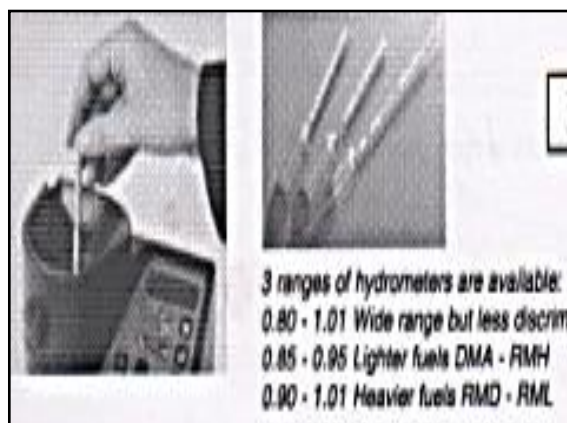 3 ranges of hydrometers are available:
0.80 - 1.01 Wide range but less discrim
0.85 - 0.95 Lighter fuels DMA - RMH
0.90 - 1.01 Heavier fuels RMD - RML